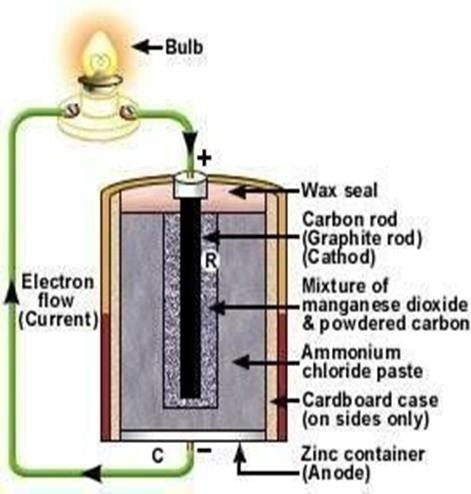 Bulb
+
Wax seal
Carbon rod
(Graphite rod)
(Cathod)
R
Mixture of
manganese dioxide
& powdered carbon
Electron
flow
(Current)
Ammonium
chloride paste
Cardboard case
(on sides only)
C
−
Zinc container
(Anode)